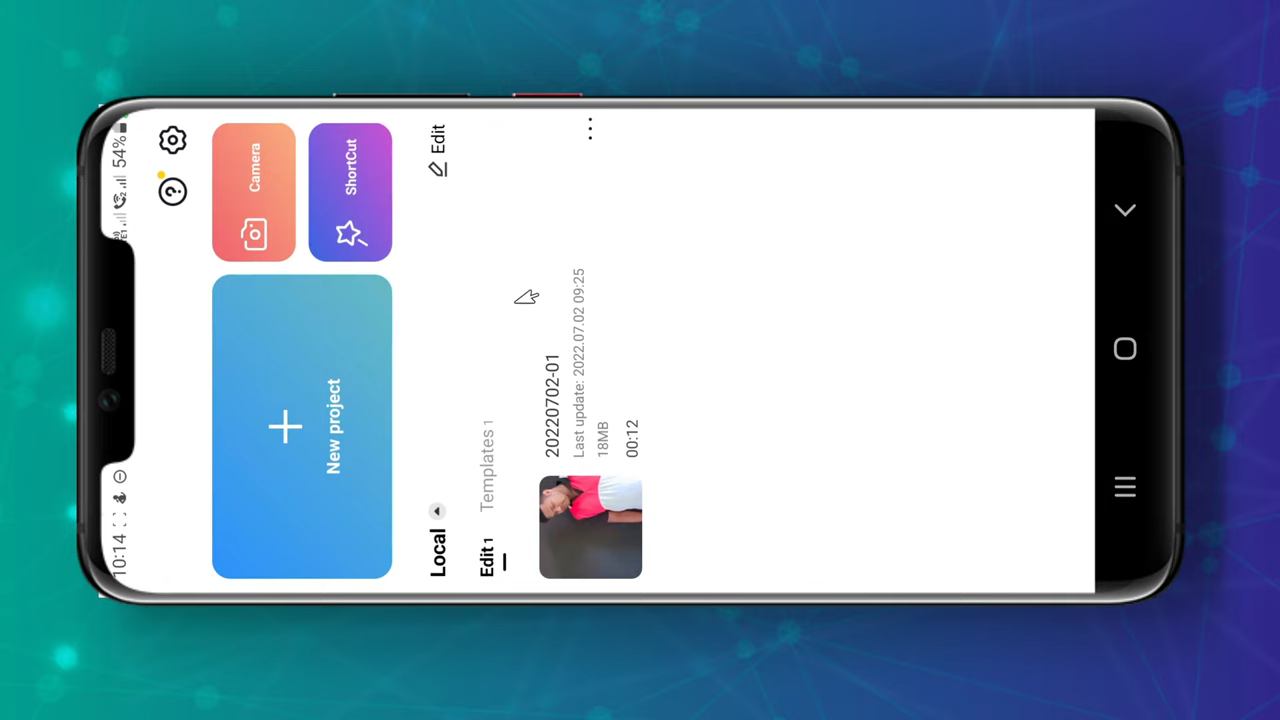 10:14
54%
New project
Camera
ShortCut
Local
Edit
Edit 1
Templates 1
20220702-01
Last update: 2022.07.02 09:25
18MB
00:12